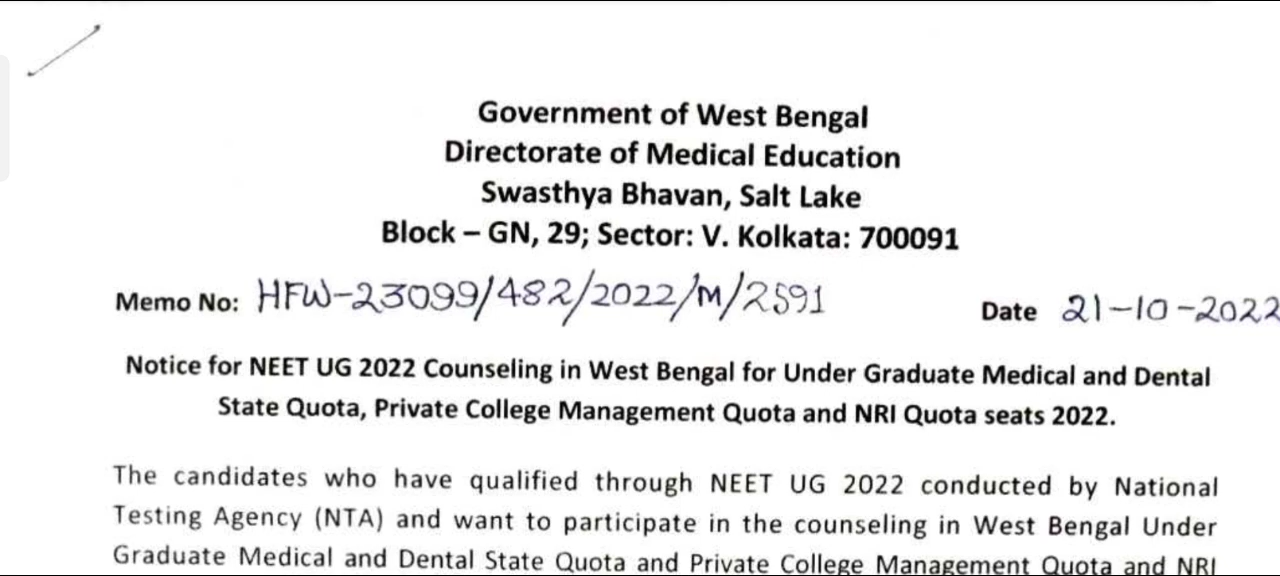 Government of West Bengal
Directorate of Medical Education
Swasthya Bhavan, Salt Lake
Block – GN, 29; Sector: V. Kolkata: 700091
Memo No: HFW-23099/482/2022/M/2591 Date 21-10-2022
Notice for NEET UG 2022 Counseling in West Bengal for Under Graduate Medical and Dental
State Quota, Private College Management Quota and NRI Quota seats 2022.
The candidates who have qualified through NEET UG 2022 conducted by National
Testing Agency (NTA) and want to participate in the counseling in West Bengal Under
Graduate Medical and Dental State Quota and Private College Management Quota and NRI